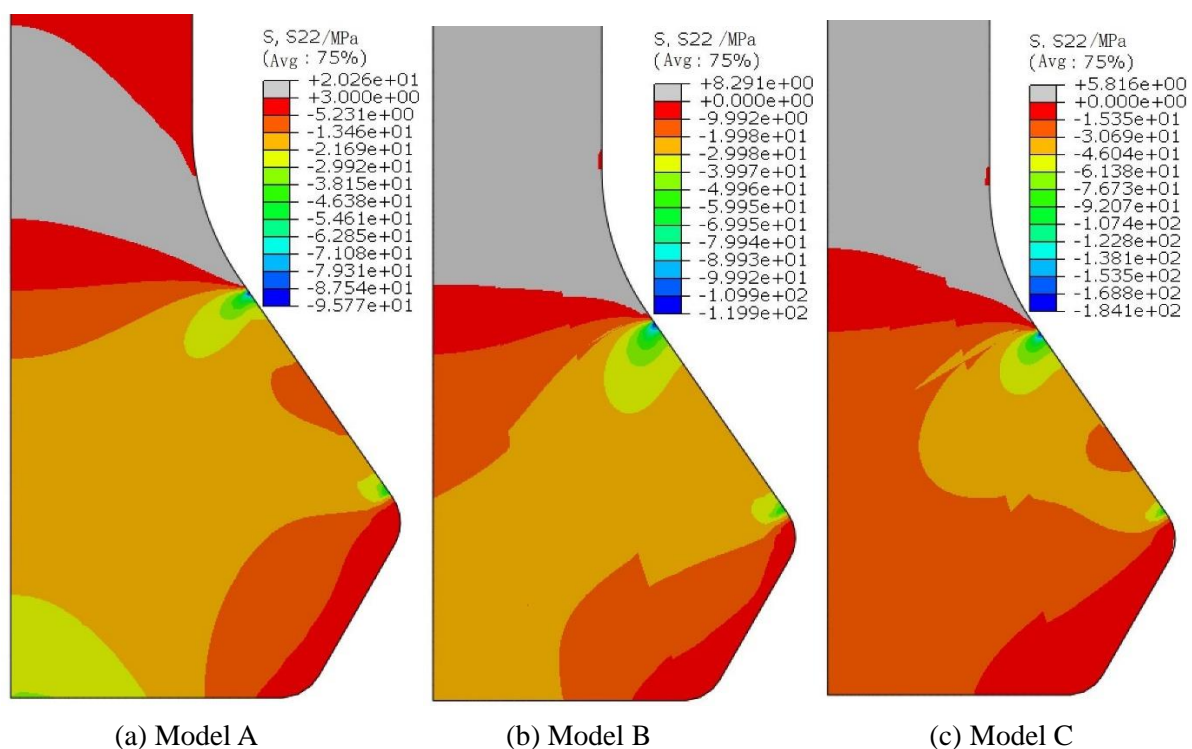 S, S22/MPa
(Avg : 75%)
+2.026e+01
+3.000e+00
-5.231e+00
-1.346e+01
-2.169e+01
-2.992e+01
-3.815e+01
-4.638e+01
-5.461e+01
-6.285e+01
-7.108e+01
-7.931e+01
-8.754e+01
-9.577e+01
S, S22 /MPa
(Avg : 75%)
+8.291e+00
+0.000e+00
-9.992e+00
-1.998e+01
-2.998e+01
-3.997e+01
-4.996e+01
-5.995e+01
-6.995e+01
-7.994e+01
-8.993e+01
-9.992e+01
-1.099e+02
-1.199e+02
S. S22/MPa
(Avg : 75%)
+5.816e+00
+0.000e+00
-1.535e+01
-3.069e+01
-4.604e+01
-6.138e+01
-7.673e+01
-9.207e+01
-1.074e+02
-1.228e+02
-1.381e+02
-1.535e+02
-1.688e+02
-1.841e+02
(a) Model A
(b) Model B
(c) Model C